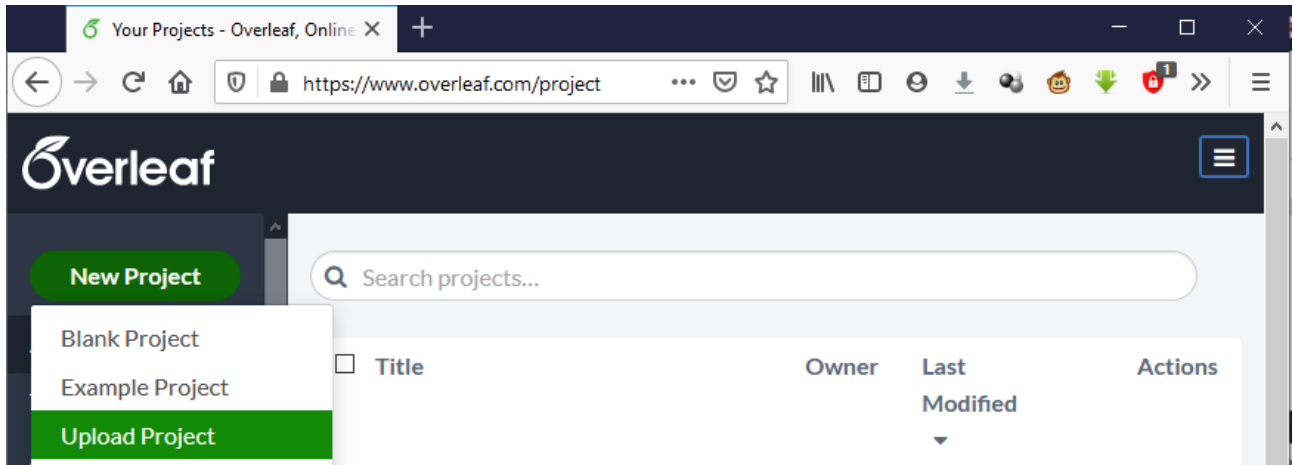 Your Projects - Overleaf, Online
https://www.overleaf.com/project
1
Overleaf
New Project
Search projects...
Blank Project
Example Project
Upload Project
Title
Owner
Last
Modified
Actions